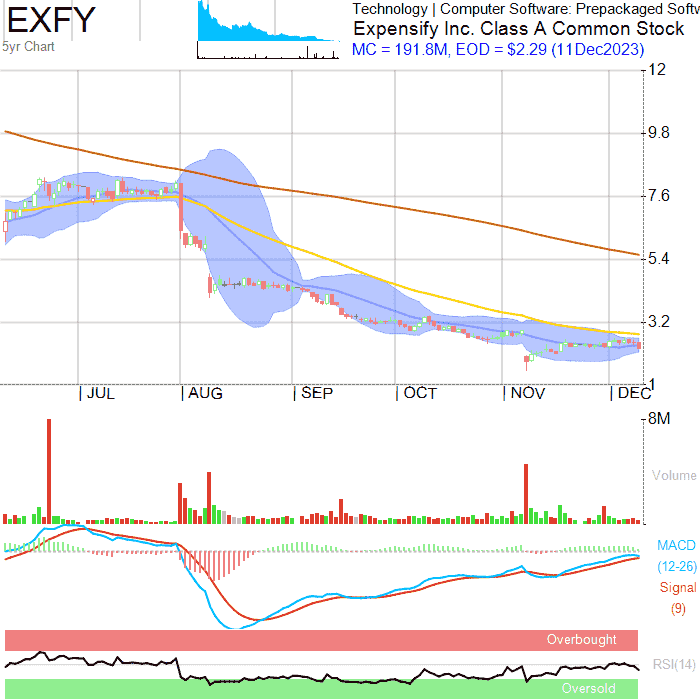 EXFY
5yr Chart
Technology | Computer Software: Prepackaged Softw
Expensify Inc. Class A Common Stock
MC = 191.8M, EOD = $2.29 (11Dec2023)
12
9.8
7.6
5.4
3.2
1
JUL AUG SEP OCT NOV DEC
8M
Volume
MACD
(12-26)
Signal
(9)
Overbought
RSI(14)
Oversold